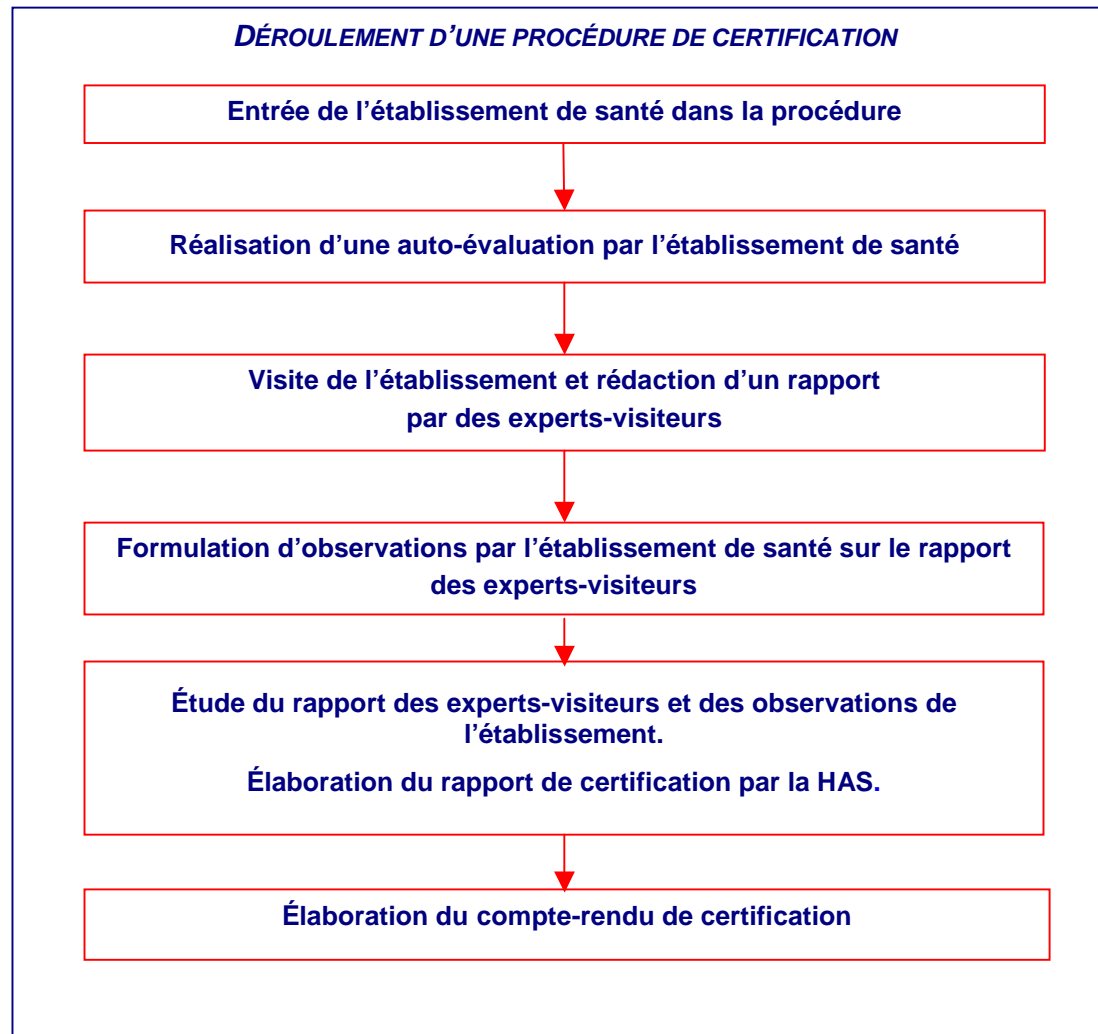 DÉROULEMENT D’UNE PROCÉDURE DE CERTIFICATION
Entrée de l’établissement de santé dans la procédure
Réalisation d’une auto-évaluation par l’établissement de santé
Visite de l’établissement et rédaction d’un rapport
par des experts-visiteurs
Formulation d’observations par l’établissement de santé sur le rapport
des experts-visiteurs
Étude du rapport des experts-visiteurs et des observations de
l’établissement.
Élaboration du rapport de certification par la HAS.
Élaboration du compte-rendu de certification